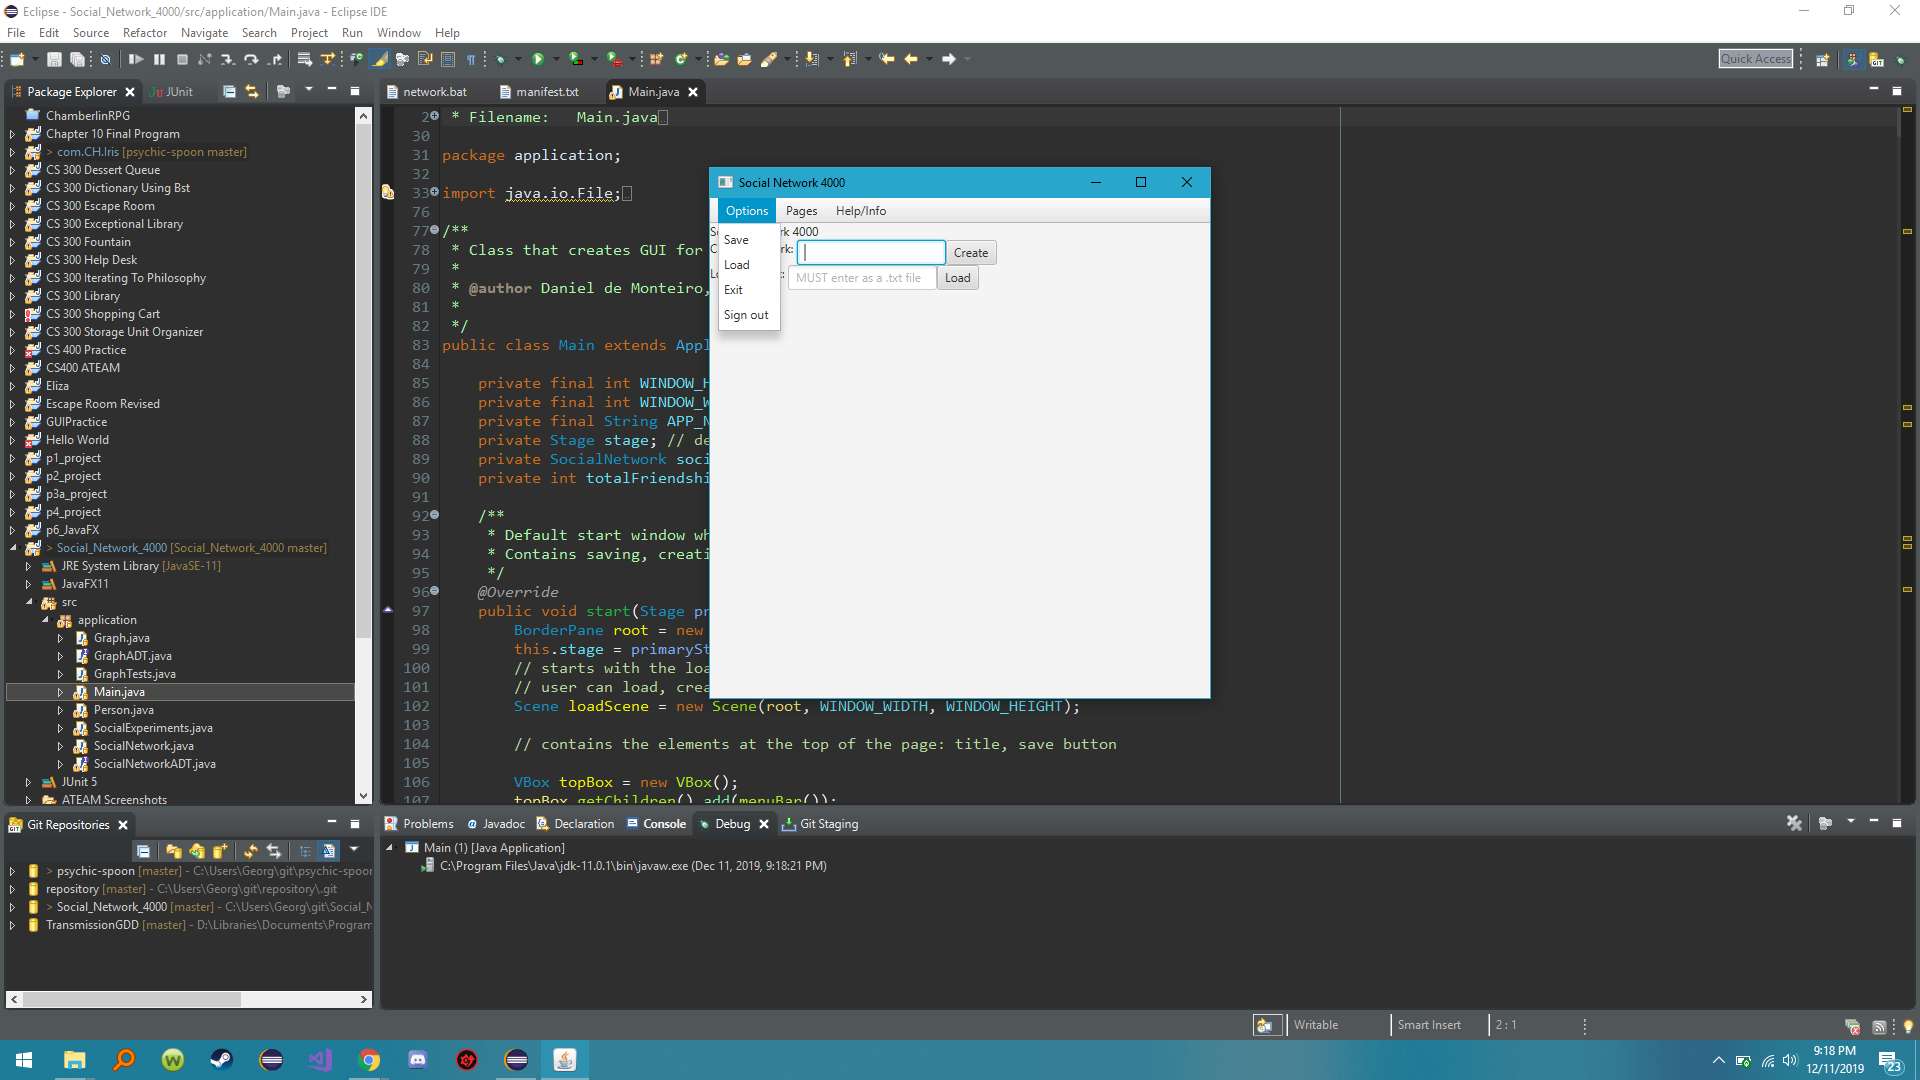 Eclipse - Social_Network_4000/src/application/Main.java - Eclipse IDE
File Edit Source Refactor Navigate Search Project Run Window Help
Quick Access
Package Explorer
JUnit
ChamberlinRPG
Chapter 10 Final Program
> com.CH.Iris [psychic-spoon master]
CS 300 Dessert Queue
CS 300 Dictionary Using Bst
CS 300 Escape Room
CS 300 Exceptional Library
CS 300 Fountain
CS 300 Help Desk
CS 300 Iterating To Philosophy
CS 300 Library
CS 300 Shopping Cart
CS 300 Storage Unit Organizer
CS 400 Practice
CS400 ATEAM
Eliza
Escape Room Revised
GUIPractice
Hello World
p1_project
p2_project
p3a_project
p4_project
p6_JavaFX
> Social_Network_4000 [Social_Network_4000 master]
JRE System Library [JavaSE-11]
JavaFX11
src
application
Graph.java
GraphADT.java
GraphTests.java
Main.java
Person.java
SocialExperiments.java
SocialNetwork.java
SocialNetworkADT.java
JUnit 5
ATEAM Screenshots
network.bat
manifest.txt
Main.java
2 * Filename: Main.java
30
31 package application;
32
33 import java.io.File;
76
77 /**
78 * Class that creates GUI for
79 *
80 * @author Daniel de Monteiro,
81 *
82 */
83 public class Main extends Appl
84
85 private final int WINDOW_H
86 private final int WINDOW_W
87 private final String APP_N
88 private Stage stage; // de
89 private SocialNetwork soci
90 private int totalFriendshi
91
92 /**
93 * Default start window wh
94 * Contains saving, creati
95 */
96 @Override
97 public void start(Stage pr
98 BorderPane root = new
99 this.stage = primarySt
100 // starts with the loa
101 // user can load, crea
102 Scene loadScene = new Scene(root, WINDOW_WIDTH, WINDOW_HEIGHT);
103
104 // contains the elements at the top of the page: title, save button
105
106 VBox topBox = new VBox();
107 topBox.getChildren().add(menuBar());
Social Network 4000
Options Pages Help/Info
Save
Load
Exit
Sign out
rk 4000
rk:
Create
MUST enter as a .txt file
Load
Git Repositories
> psychic-spoon [master] - C:\Users\Georg\git\psychic-spoon
repository [master] - C:\Users\Georg\git\repository\.git
> Social_Network_4000 [master] - C:\Users\Georg\git\Social_N
TransmissionGDD [master] - D:\Libraries\Documents\Program
Problems
Javadoc
Declaration
Console
Debug
Git Staging
Main (1) [Java Application]
C:\Program Files\Java\jdk-11.0.1\bin\javaw.exe (Dec 11, 2019, 9:18:21 PM)
Writable
Smart Insert
2 : 1
9:18 PM
12/11/2019
23